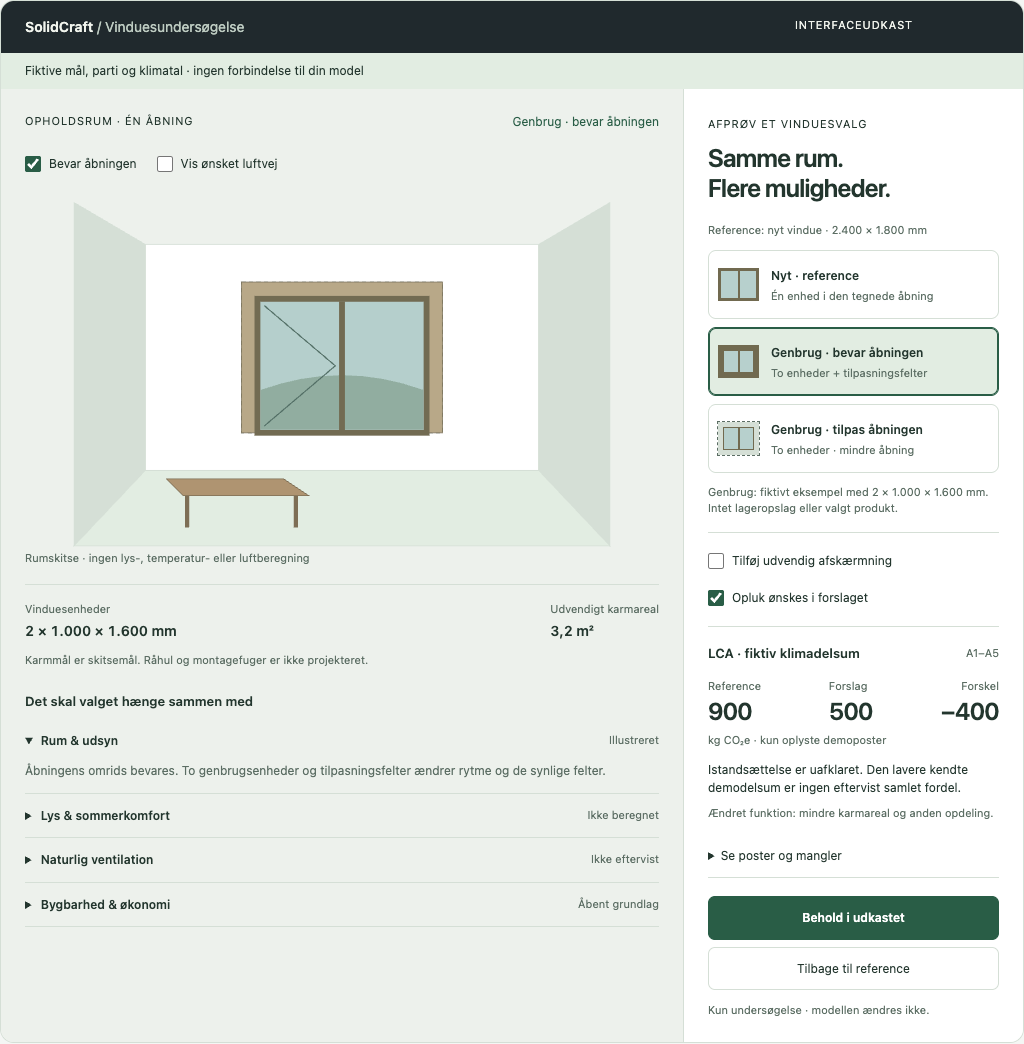 SolidCraft / Vinduesundersøgelse
INTERFACEUDKAST
Fiktive mål, parti og klimatal · ingen forbindelse til din model
OPHOLDSRUM · ÉN ÅBNING
Genbrug · bevar åbningen
Bevar åbningen
Vis ønsket luftvej
Rumskitse · ingen lys-, temperatur- eller luftberegning
Vinduesenheder
Udvendigt karmareal
2 × 1.000 × 1.600 mm
3,2 m²
Karmmål er skitsemål. Råhul og montagefuger er ikke projekteret.
Det skal valget hænge sammen med
Rum & udsyn
Illustreret
Åbningens omrids bevares. To genbrugsenheder og tilpasningsfelter ændrer rytme og de synlige felter.
Lys & sommerkomfort
Ikke beregnet
Naturlig ventilation
Ikke eftervist
Bygbarhed & økonomi
Åbent grundlag
AFPRØV ET VINDUESVALG
Samme rum.
Flere muligheder.
Reference: nyt vindue · 2.400 × 1.800 mm
Nyt · reference
Én enhed i den tegnede åbning
Genbrug · bevar åbningen
To enheder + tilpasningsfelter
Genbrug · tilpas åbningen
To enheder · mindre åbning
Genbrug: fiktivt eksempel med 2 × 1.000 × 1.600 mm.
Intet lageropslag eller valgt produkt.
Tilføj udvendig afskærmning
Opluk ønskes i forslaget
LCA · fiktiv klimadelsum
A1–A5
Reference
Forslag
Forskel
900
500
−400
kg CO₂e · kun oplyste demoposter
Istandsættelse er uafklaret. Den lavere kendte
demodelsum er ingen eftervist samlet fordel.
Ændret funktion: mindre karmareal og anden opdeling.
Se poster og mangler
Behold i udkastet
Tilbage til reference
Kun undersøgelse · modellen ændres ikke.